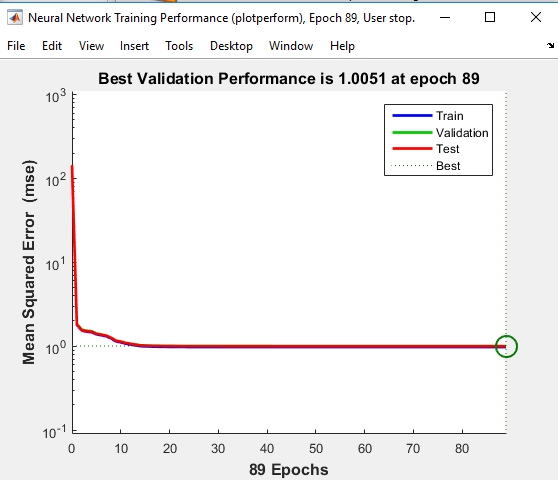 Neural Network Training Performance (plotperform), Epoch 89, User stop.
File Edit View Insert Tools Desktop Window Help
Best Validation Performance is 1.0051 at epoch 89
Mean Squared Error (mse)
10^3
10^2
10^1
10^0
10^-1
Train
Validation
Test
Best
0 10 20 30 40 50 60 70 80
89 Epochs